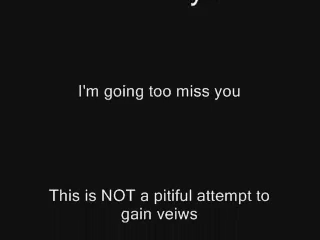 I'm going too miss you
This is NOT a pitiful attempt to
gain veiws